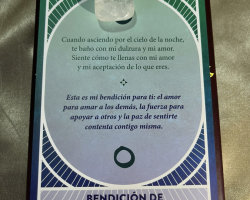 Cuando asciendo por el cielo de la noche,
te baño con mi dulzura y mi amor.
Siente cómo te llenas con mi amor
y mi aceptación de lo que eres.
Esta es mi bendición para ti: el amor
para amar a los demás, la fuerza para
apoyar a otros y la paz de sentirte
contenta contigo misma.
BENDICIÓN DE